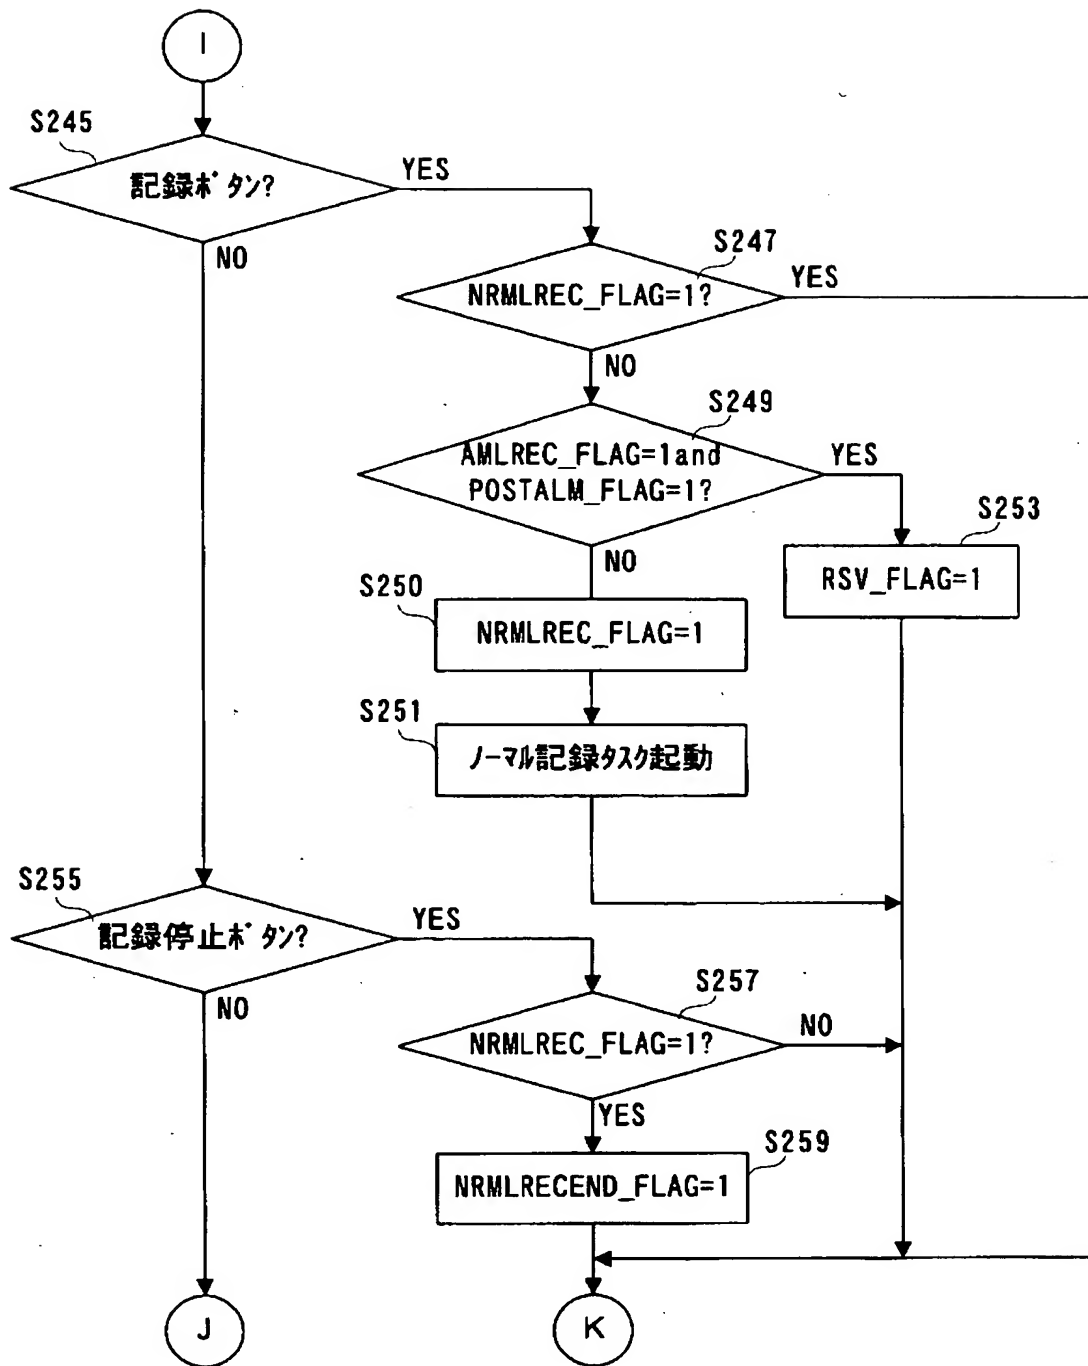 I
S245
記録ボタン?
YES
NO
S247
NRMLREC_FLAG=1?
YES
NO
S249
AMLREC_FLAG=1and
POSTALM_FLAG=1?
YES
NO
S253
RSV_FLAG=1
S250
NRMLREC_FLAG=1
S251
ノーマル記録タスク起動
S255
記録停止ボタン?
YES
NO
S257
NRMLREC_FLAG=1?
NO
YES
S259
NRMLRECEND_FLAG=1
J
K